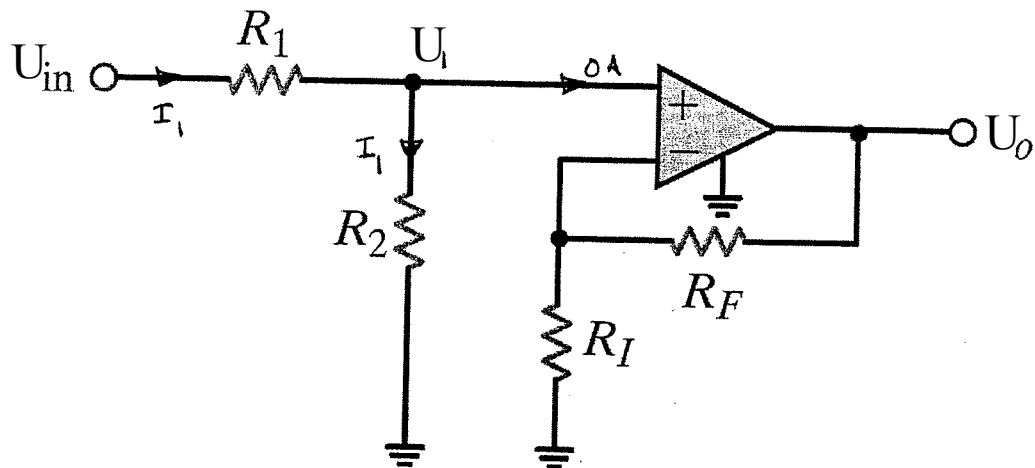 R₁
U₁
U_in
0A
I₁
+
I₁
−
U_o
R₂
R_F
R_I